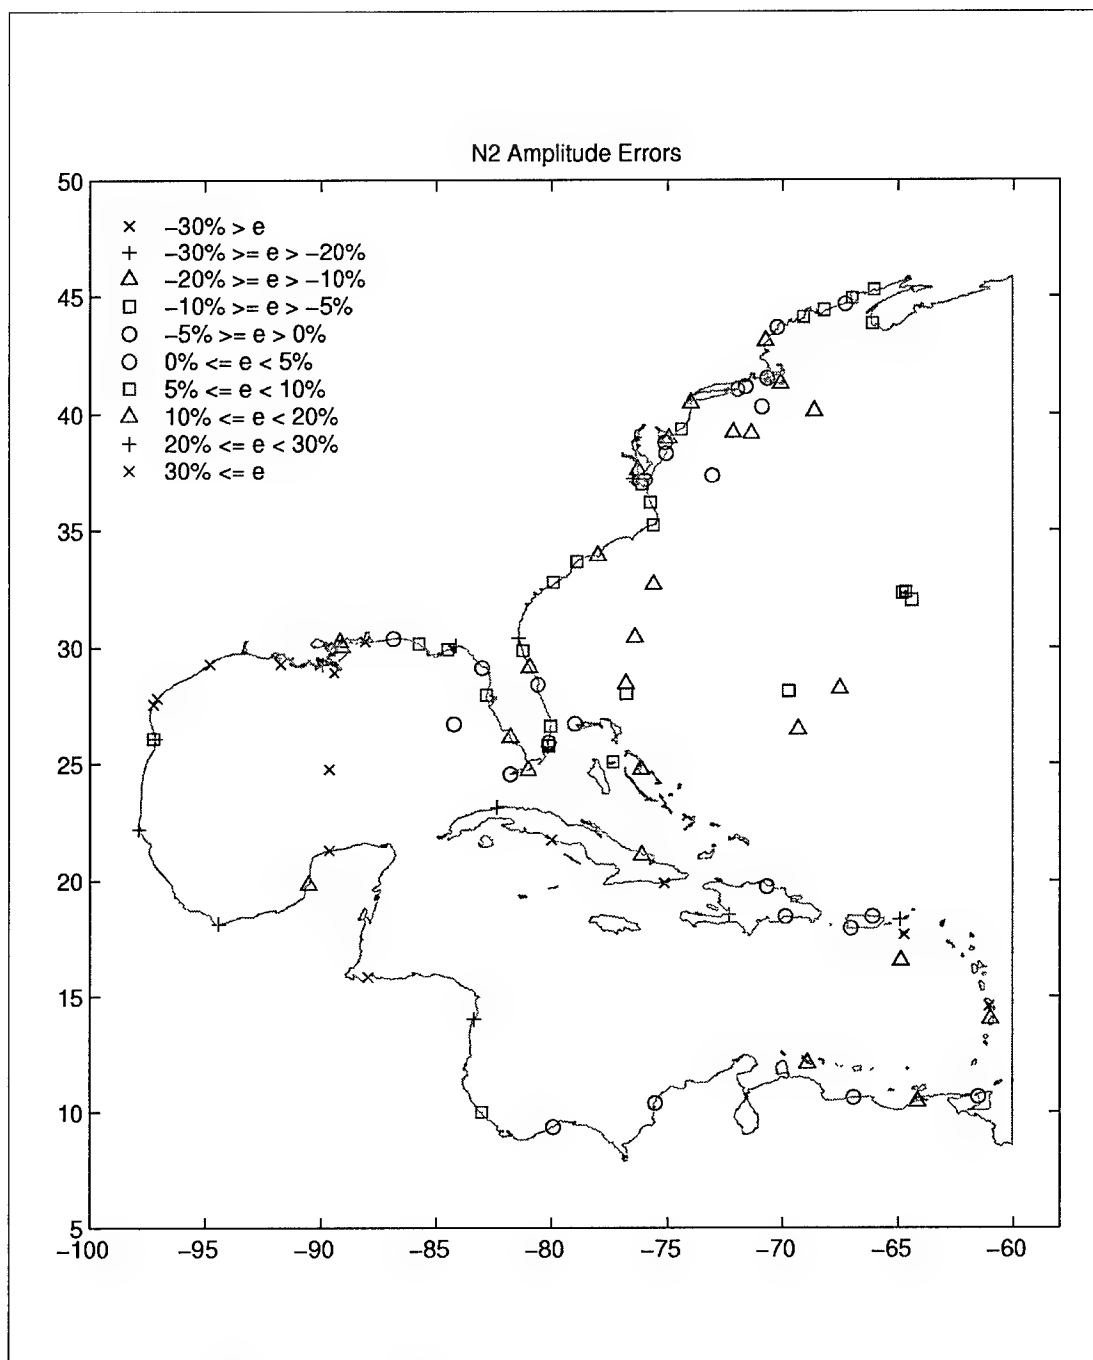 N2 Amplitude Errors
50
45
40
35
30
25
20
15
10
5
× −30% > e
+ −30% >= e > −20%
△ −20% >= e > −10%
□ −10% >= e > −5%
○ −5% >= e > 0%
○ 0% <= e < 5%
□ 5% <= e < 10%
△ 10% <= e < 20%
+ 20% <= e < 30%
× 30% <= e
−100 −95 −90 −85 −80 −75 −70 −65 −60